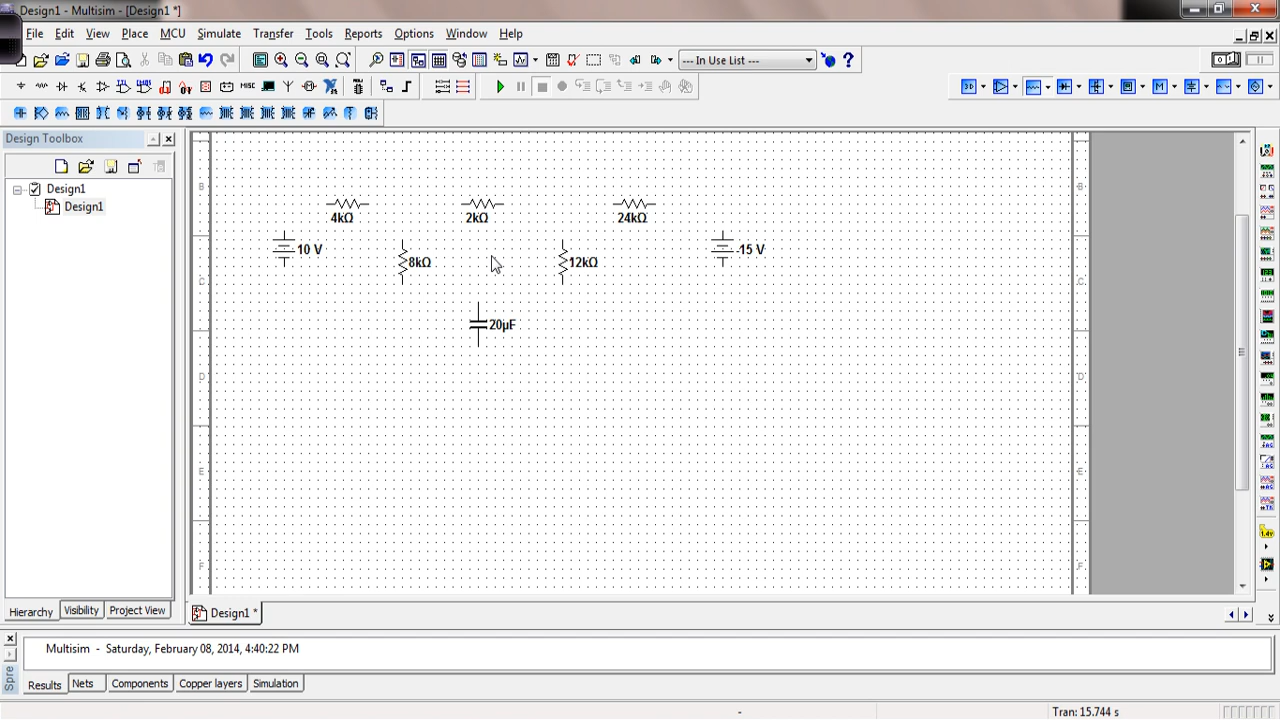 Design1 - Multisim - [Design1 *]
File Edit View Place MCU Simulate Transfer Tools Reports Options Window Help
--- In Use List ---
MISC
Design Toolbox
Design1
Design1
B
B
4kΩ 2kΩ 24kΩ
10 V 8kΩ 12kΩ -15 V
C
C
20µF
D
D
E
E
F
F
Hierarchy Visibility Project View
Design1 *
Multisim - Saturday, February 08, 2014, 4:40:22 PM
Spre
Results Nets Components Copper layers Simulation
- Tran: 15.744 s